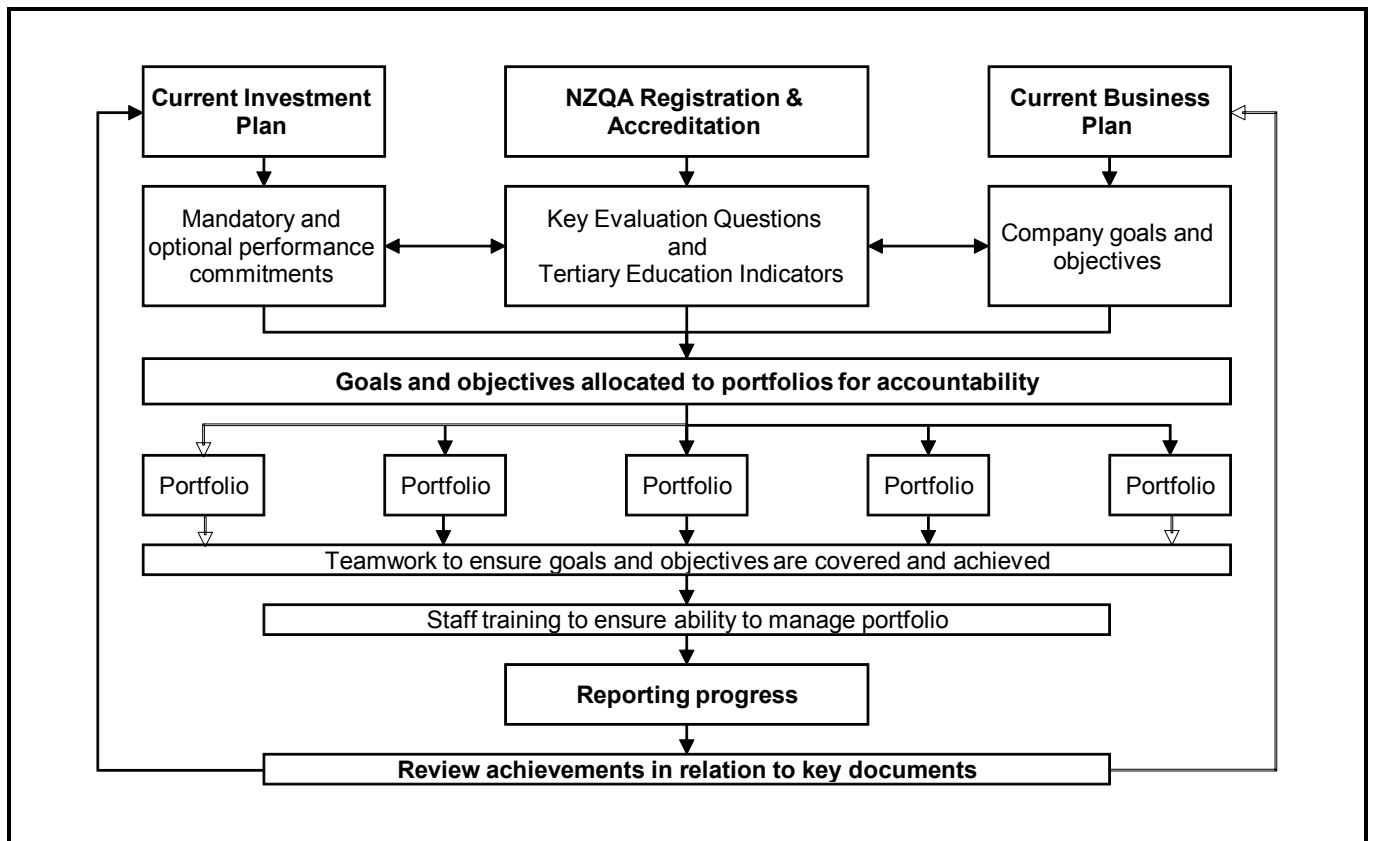 Current Investment
Plan
NZQA Registration &
Accreditation
Current Business
Plan
Mandatory and
optional performance
commitments
Key Evaluation Questions
and
Tertiary Education Indicators
Company goals and
objectives
Goals and objectives allocated to portfolios for accountability
Portfolio
Portfolio
Portfolio
Portfolio
Portfolio
Teamwork to ensure goals and objectives are covered and achieved
Staff training to ensure ability to manage portfolio
Reporting progress
Review achievements in relation to key documents